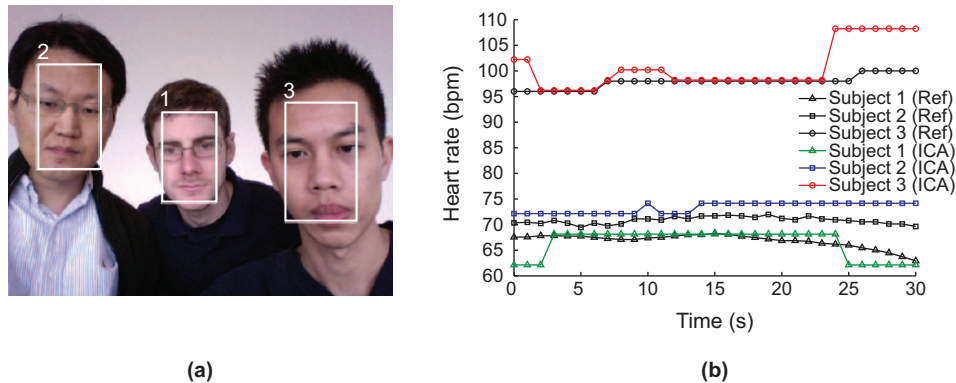 2
1
3
(a)
110
105
100
95
90
85
80
75
70
65
60
Heart rate (bpm)
0 5 10 15 20 25 30
Time (s)
Subject 1 (Ref)
Subject 2 (Ref)
Subject 3 (Ref)
Subject 1 (ICA)
Subject 2 (ICA)
Subject 3 (ICA)
(b)